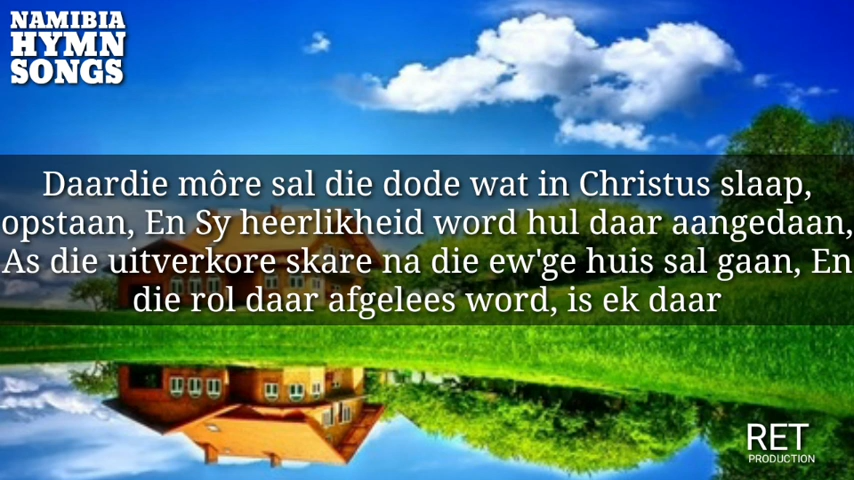 NAMIBIA
HYMN
SONGS
Daardie môre sal die dode wat in Christus slaap,
opstaan, En Sy heerlikheid word hul daar aangedaan,
As die uitverkore skare na die ew'ge huis sal gaan, En
die rol daar afgelees word, is ek daar
RET
PRODUCTION